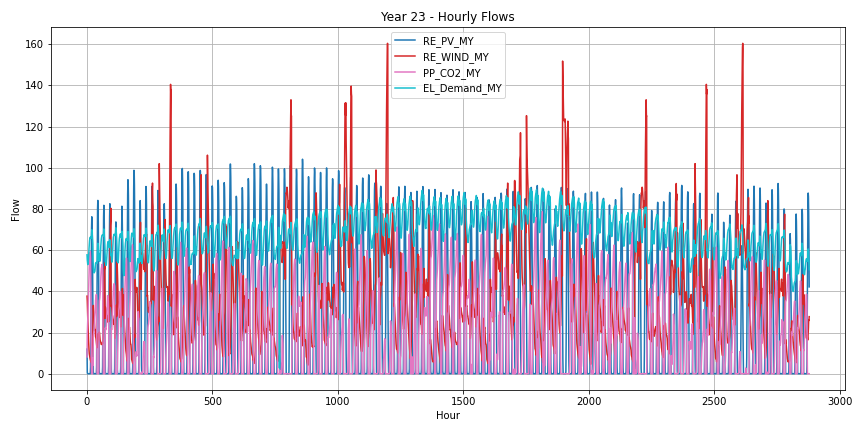 Year 23 - Hourly Flows
RE_PV_MY
RE_WIND_MY
PP_CO2_MY
EL_Demand_MY
160
140
120
100
80
60
40
20
0
Flow
0 500 1000 1500 2000 2500 3000
Hour